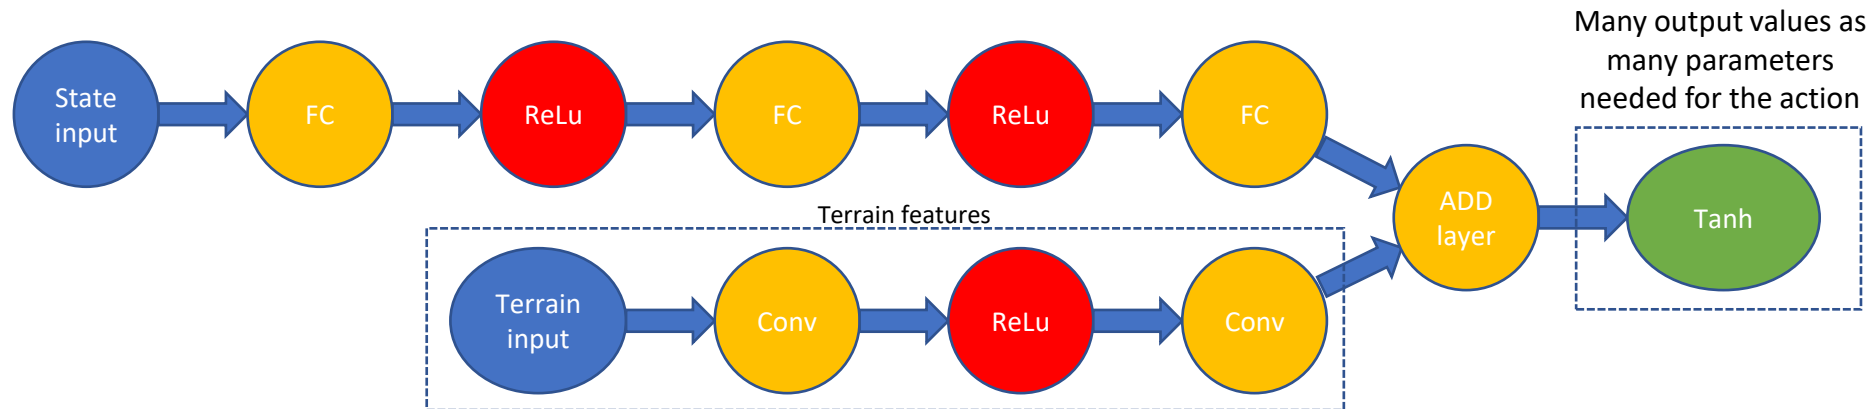 Many output values as
many parameters
needed for the action
State
input
FC
ReLu
FC
ReLu
FC
ADD
layer
Tanh
Terrain features
Terrain
input
Conv
ReLu
Conv